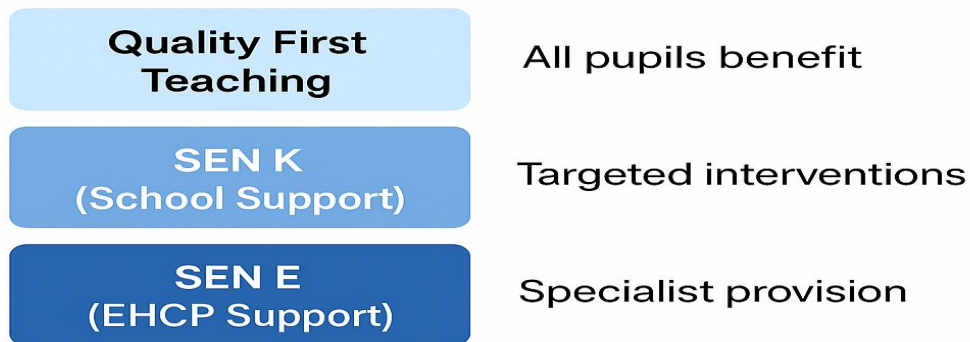 Quality First
Teaching
All pupils benefit
SEN K
(School Support)
Targeted interventions
SEN E
(EHCP Support)
Specialist provision